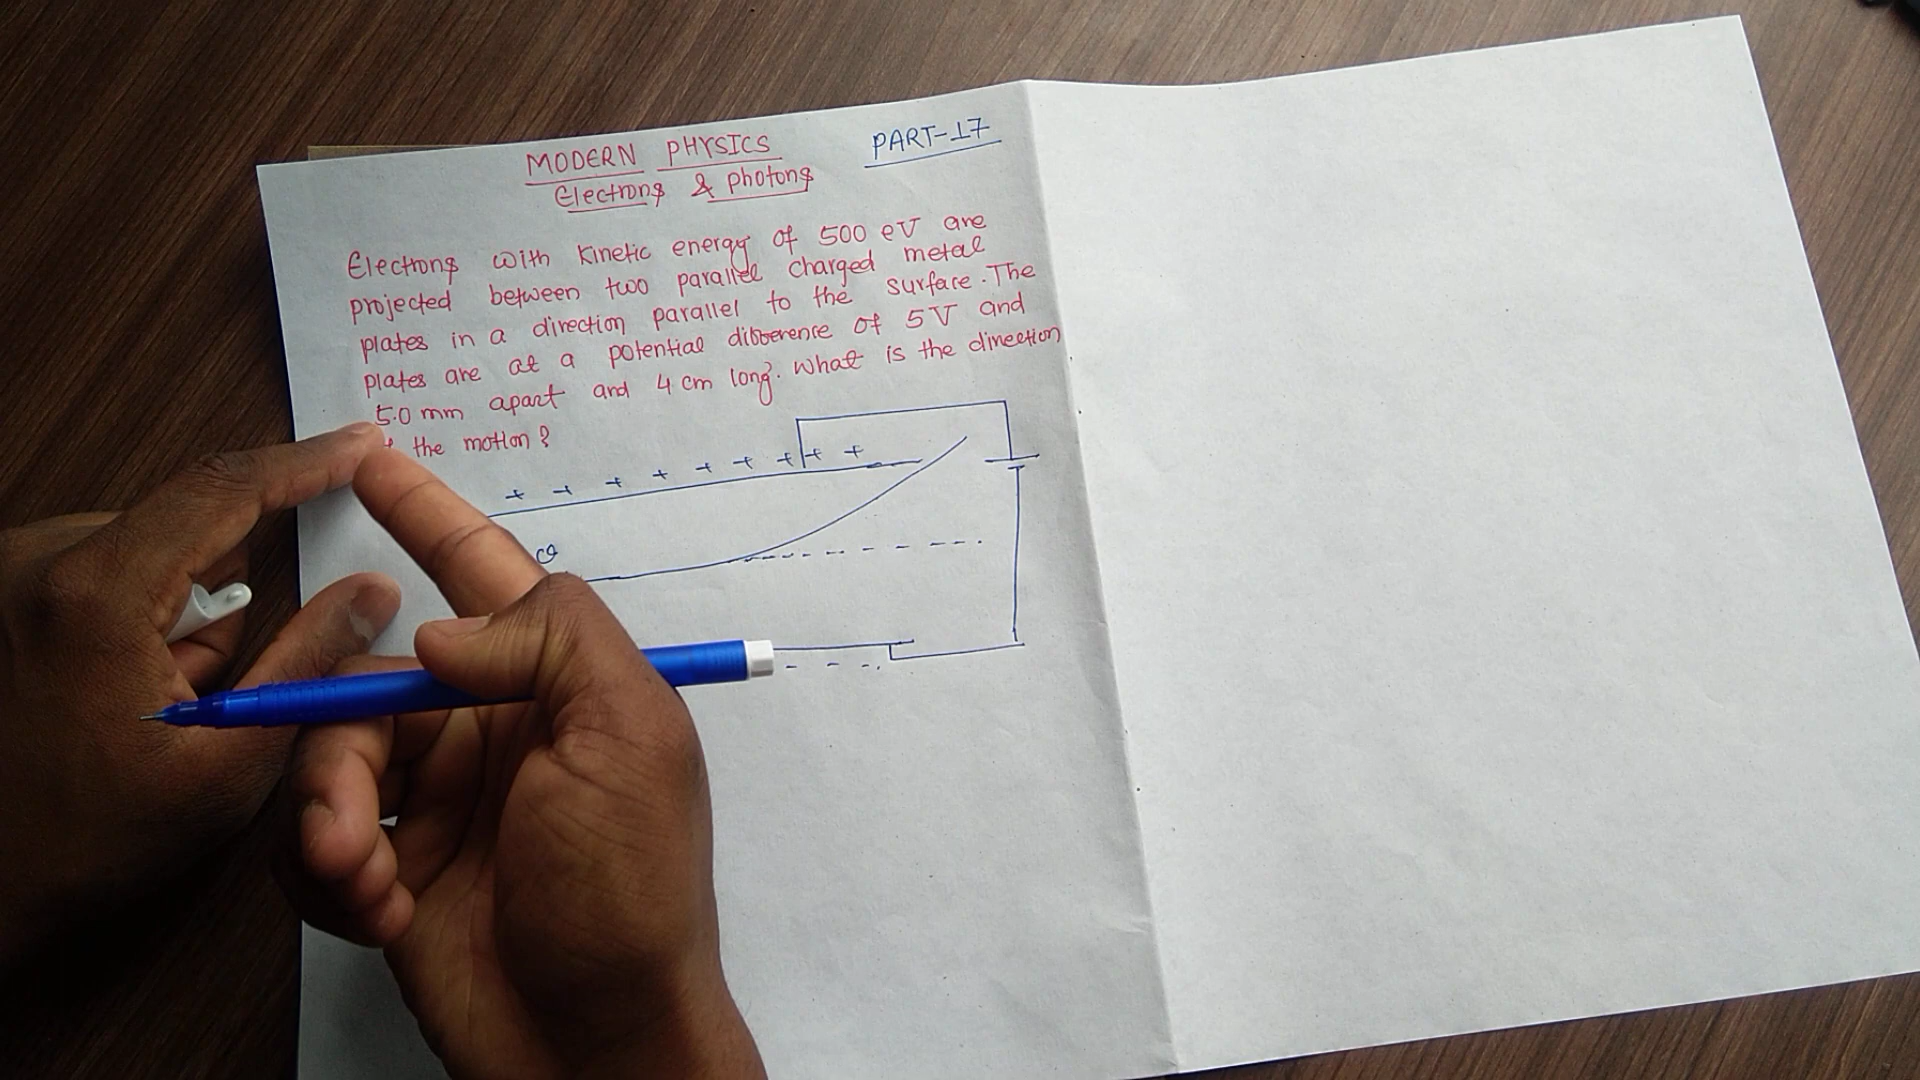 MODERN PHYSICS
PART-17
Electrons & photons
Electrons with Kinetic energy of 500 eV are
projected between two parallel charged metal
plates in a direction parallel to the surface. The
plates are at a potential difference of 5V and
5.0 mm apart and 4 cm long. What is the direction
the motion?
+ + + + + + + + +
e
- - -